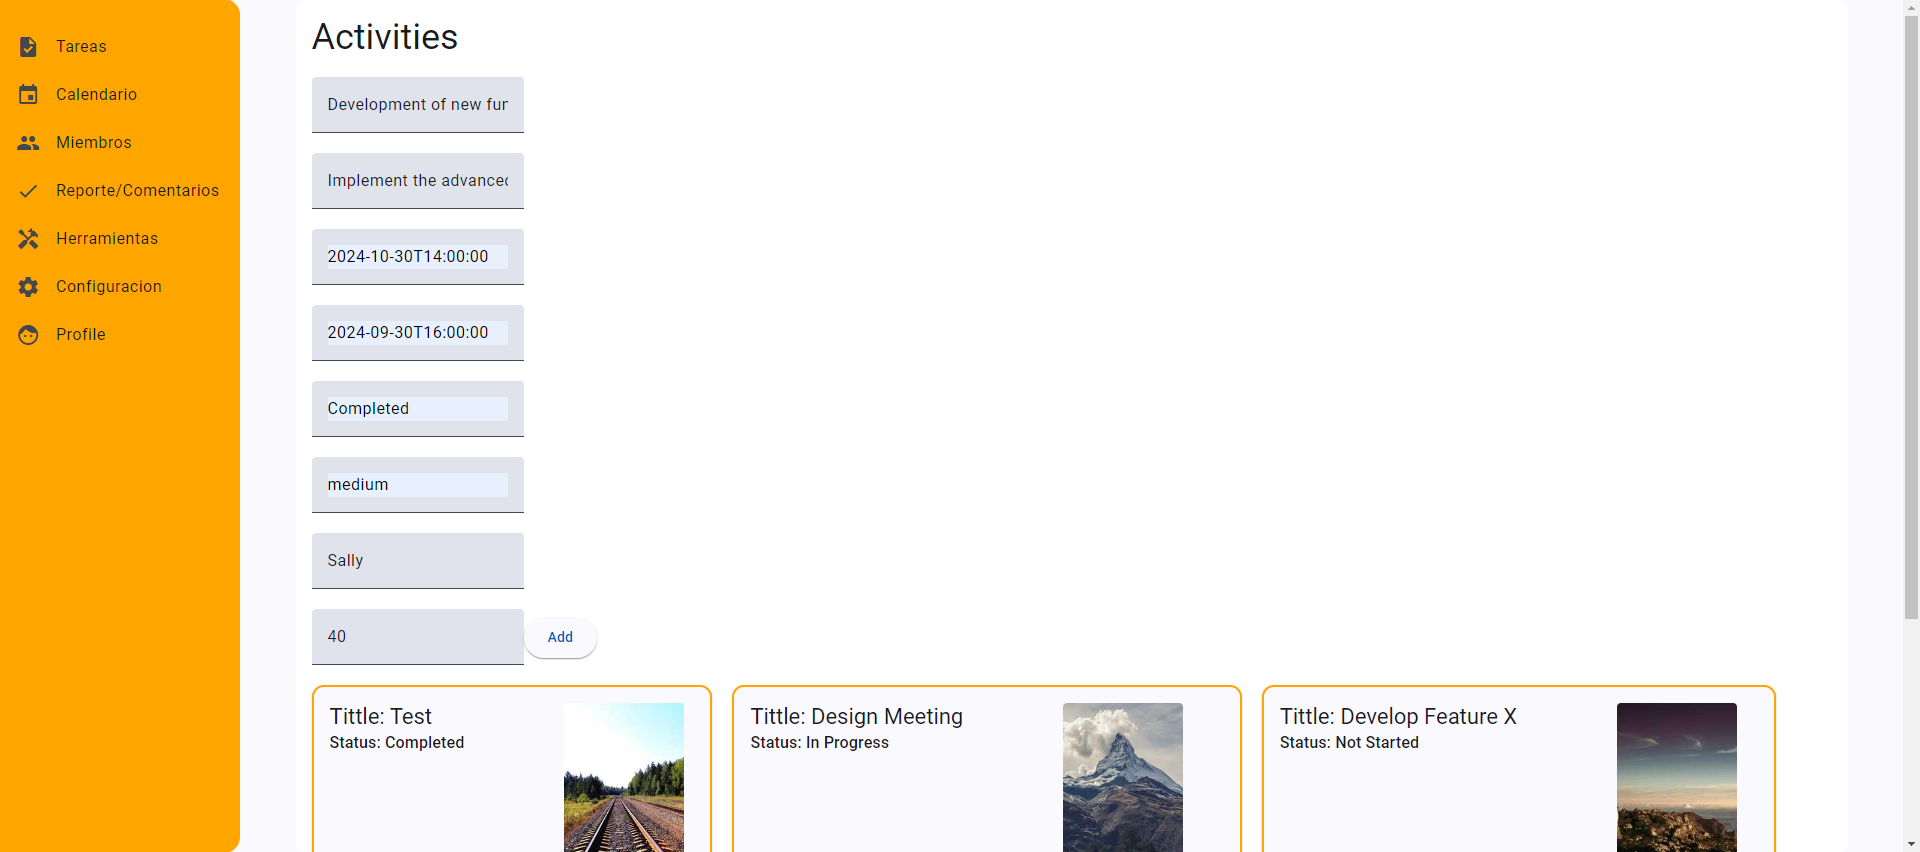 Tareas
Calendario
Miembros
Reporte/Comentarios
Herramientas
Configuracion
Profile
Activities
Development of new fun
Implement the advanced
2024-10-30T14:00:00
2024-09-30T16:00:00
Completed
medium
Sally
40
Add
Tittle: Test
Status: Completed
Tittle: Design Meeting
Status: In Progress
Tittle: Develop Feature X
Status: Not Started